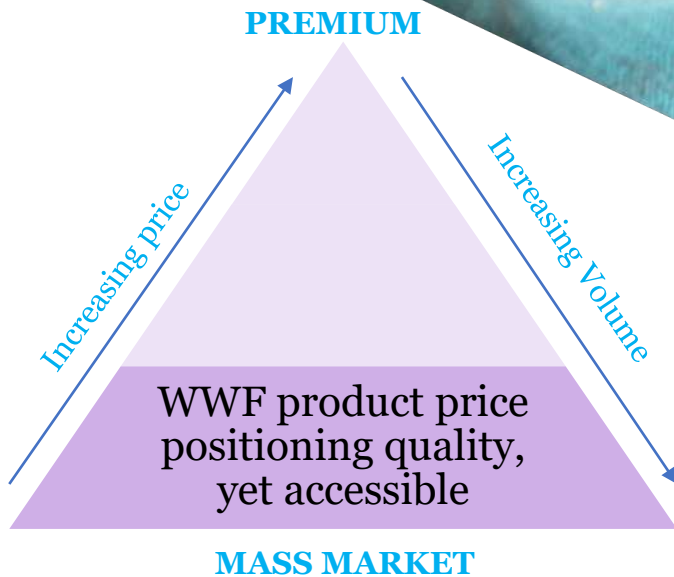 PREMIUM
Increasing price
Increasing Volume
WWF product price
positioning quality,
yet accessible
MASS MARKET